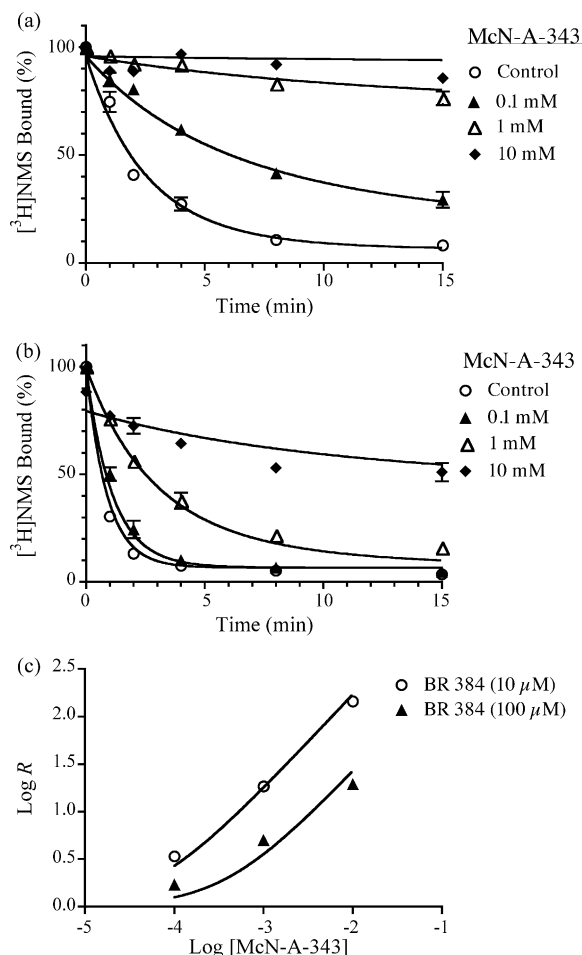 (a)
McN-A-343
Control
0.1 mM
1 mM
10 mM
[³H]NMS Bound (%)
100
50
0
0
5
10
15
Time (min)
(b)
McN-A-343
Control
0.1 mM
1 mM
10 mM
[³H]NMS Bound (%)
100
50
0
0
5
10
15
Time (min)
(c)
BR 384 (10 µM)
BR 384 (100 µM)
Log R
2.5
2.0
1.5
1.0
0.5
0.0
-5
-4
-3
-2
-1
Log [McN-A-343]